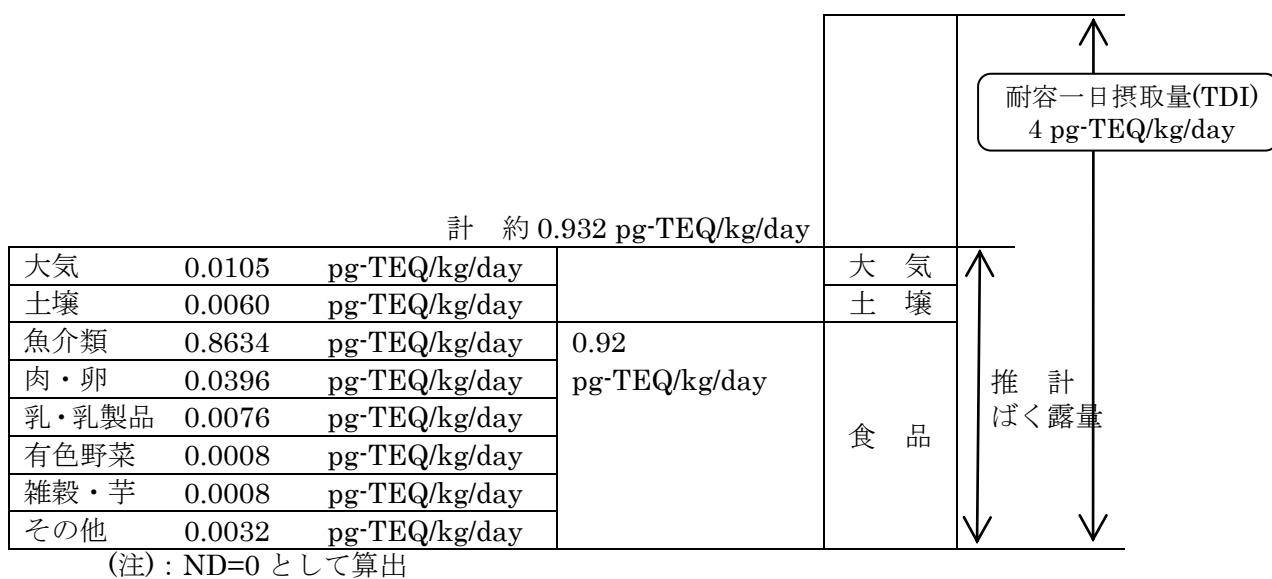 耐容一日摂取量(TDI)
4 pg-TEQ/kg/day
計 約 0.932 pg-TEQ/kg/day
大気 0.0105 pg-TEQ/kg/day 大 気
土壌 0.0060 pg-TEQ/kg/day 土 壌
魚介類 0.8634 pg-TEQ/kg/day 0.92
肉・卵 0.0396 pg-TEQ/kg/day pg-TEQ/kg/day 推 計
乳・乳製品 0.0076 pg-TEQ/kg/day ばく露量
有色野菜 0.0008 pg-TEQ/kg/day 食 品
雑穀・芋 0.0008 pg-TEQ/kg/day
その他 0.0032 pg-TEQ/kg/day
(注)：ND=0 として算出